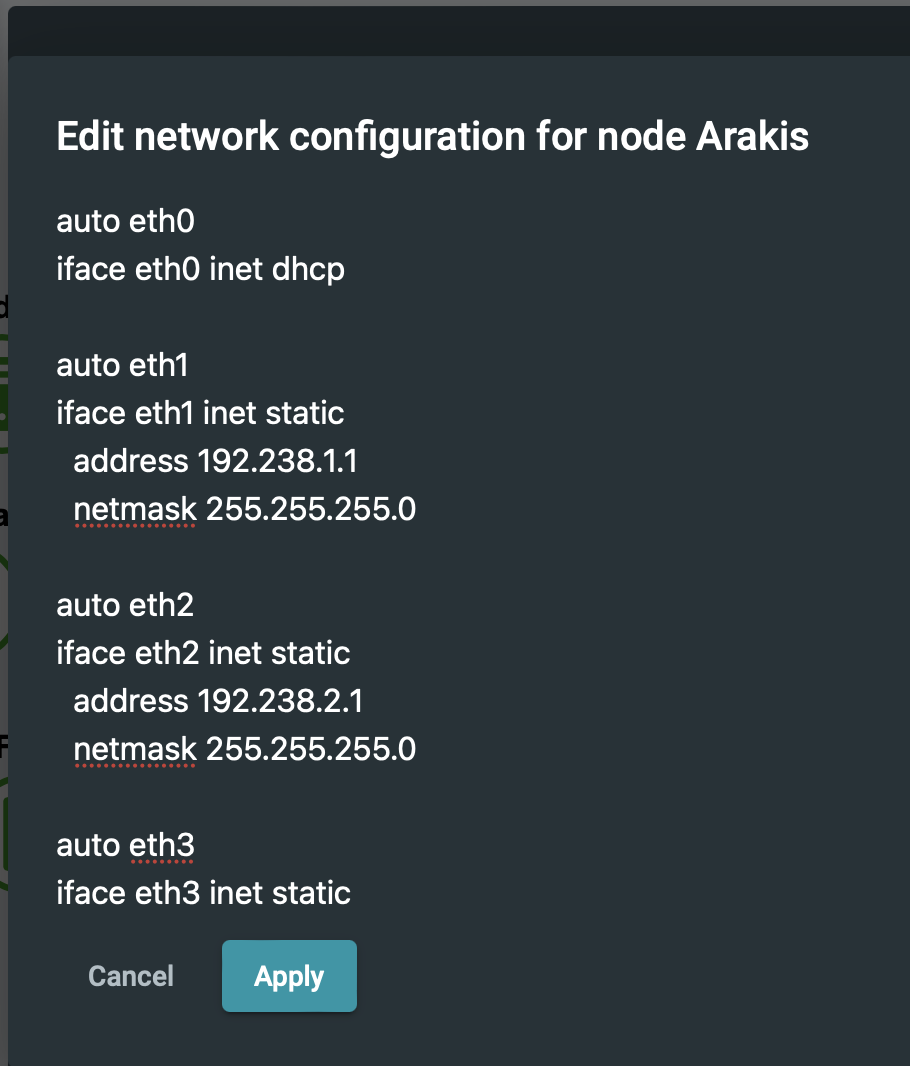 Edit network configuration for node Arakis
auto eth0
iface eth0 inet dhcp
auto eth1
iface eth1 inet static
address 192.238.1.1
netmask 255.255.255.0
auto eth2
iface eth2 inet static
address 192.238.2.1
netmask 255.255.255.0
auto eth3
iface eth3 inet static
Cancel
Apply